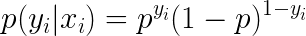 p(y_i|x_i) = p^{y_i}(1 − p)^{1−y_i}